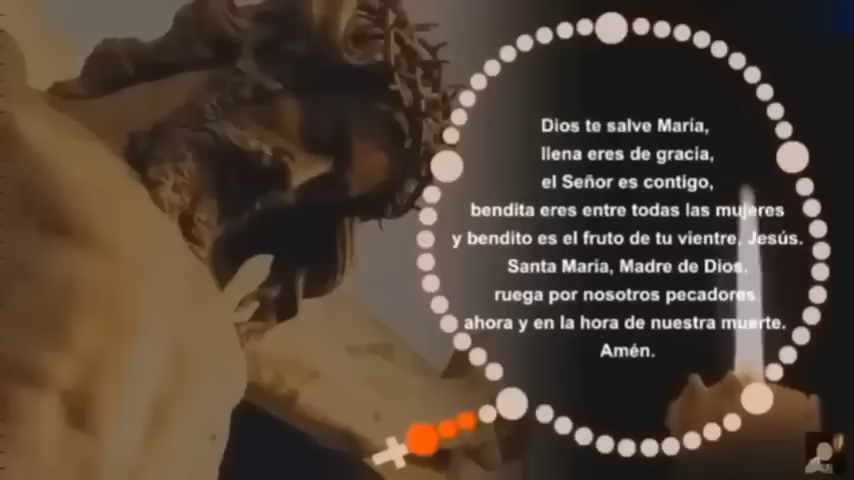 Dios te salve María,
llena eres de gracia,
el Señor es contigo,
bendita eres entre todas las mujeres
y bendito es el fruto de tu vientre, Jesús.
Santa María, Madre de Dios,
ruega por nosotros pecadores,
ahora y en la hora de nuestra muerte.
Amén.